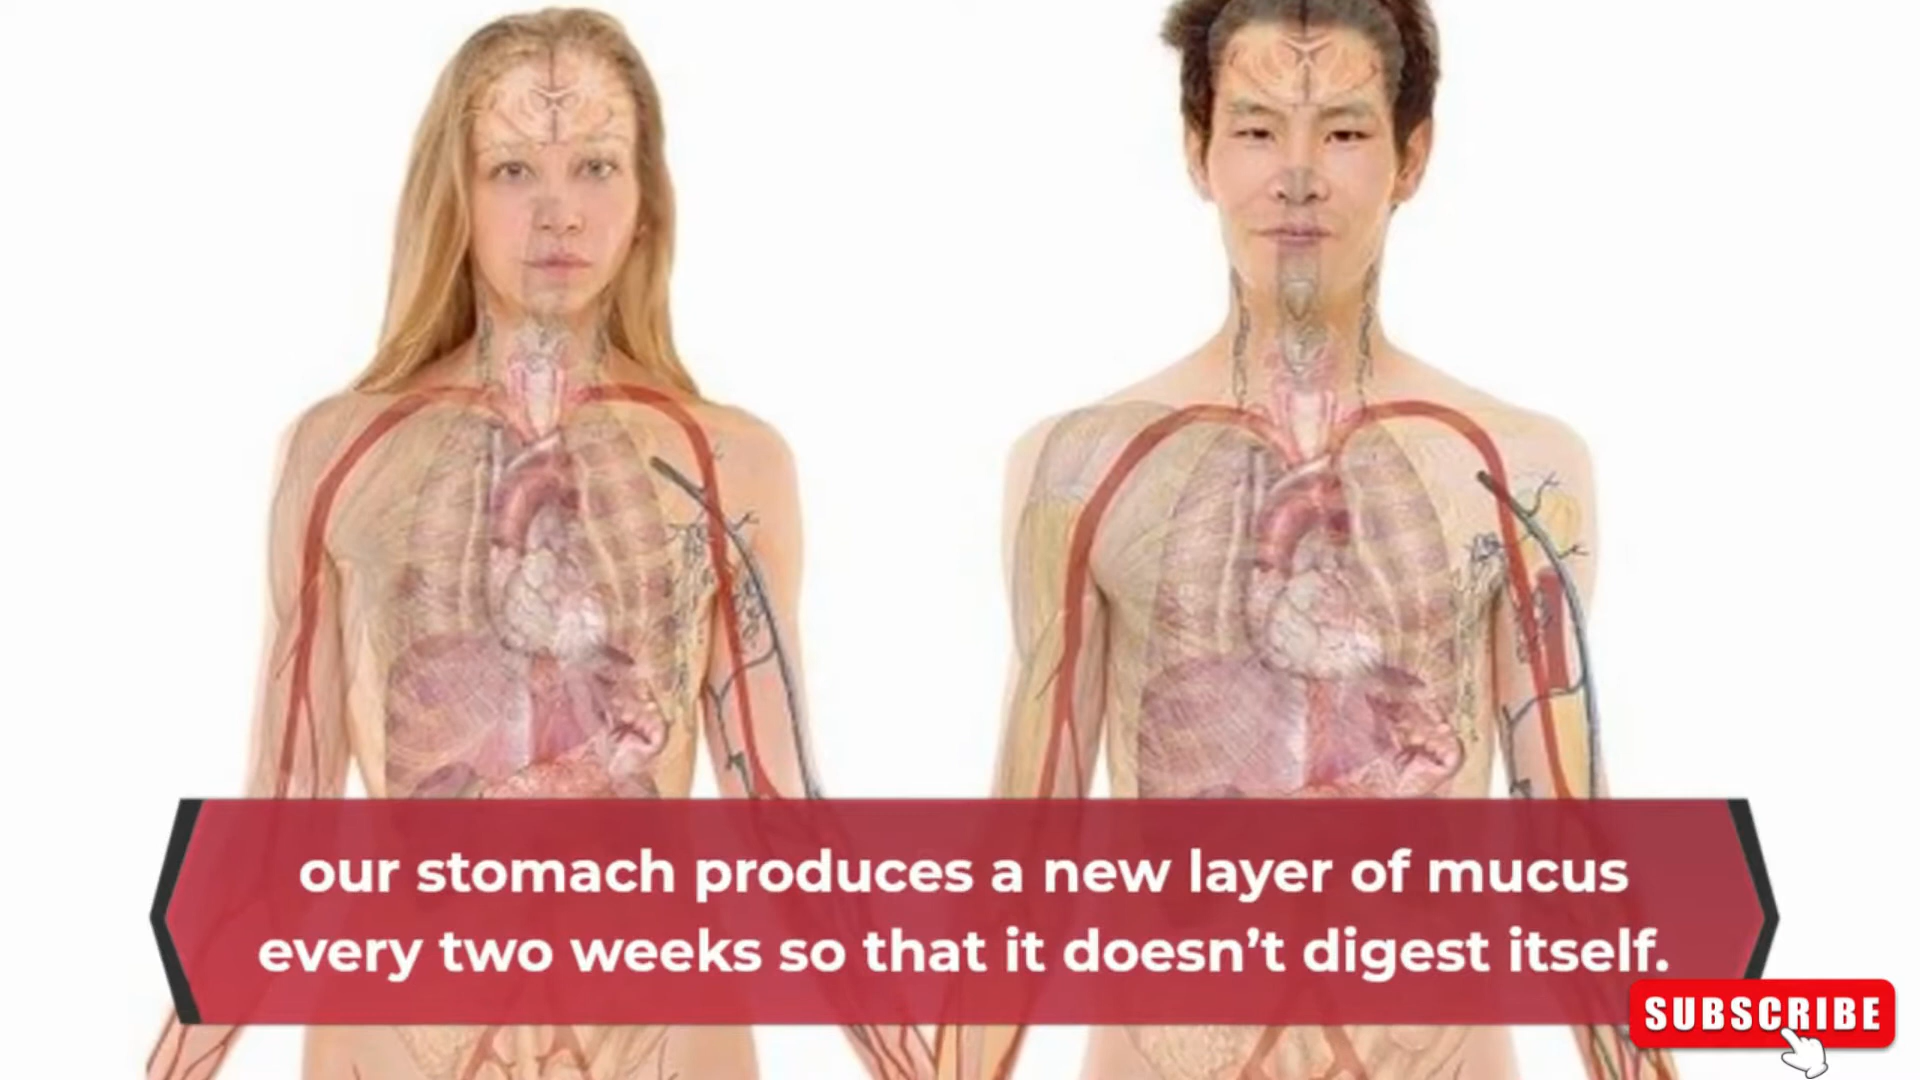 our stomach produces a new layer of mucus
every two weeks so that it doesn't digest itself.
SUBSCRIBE